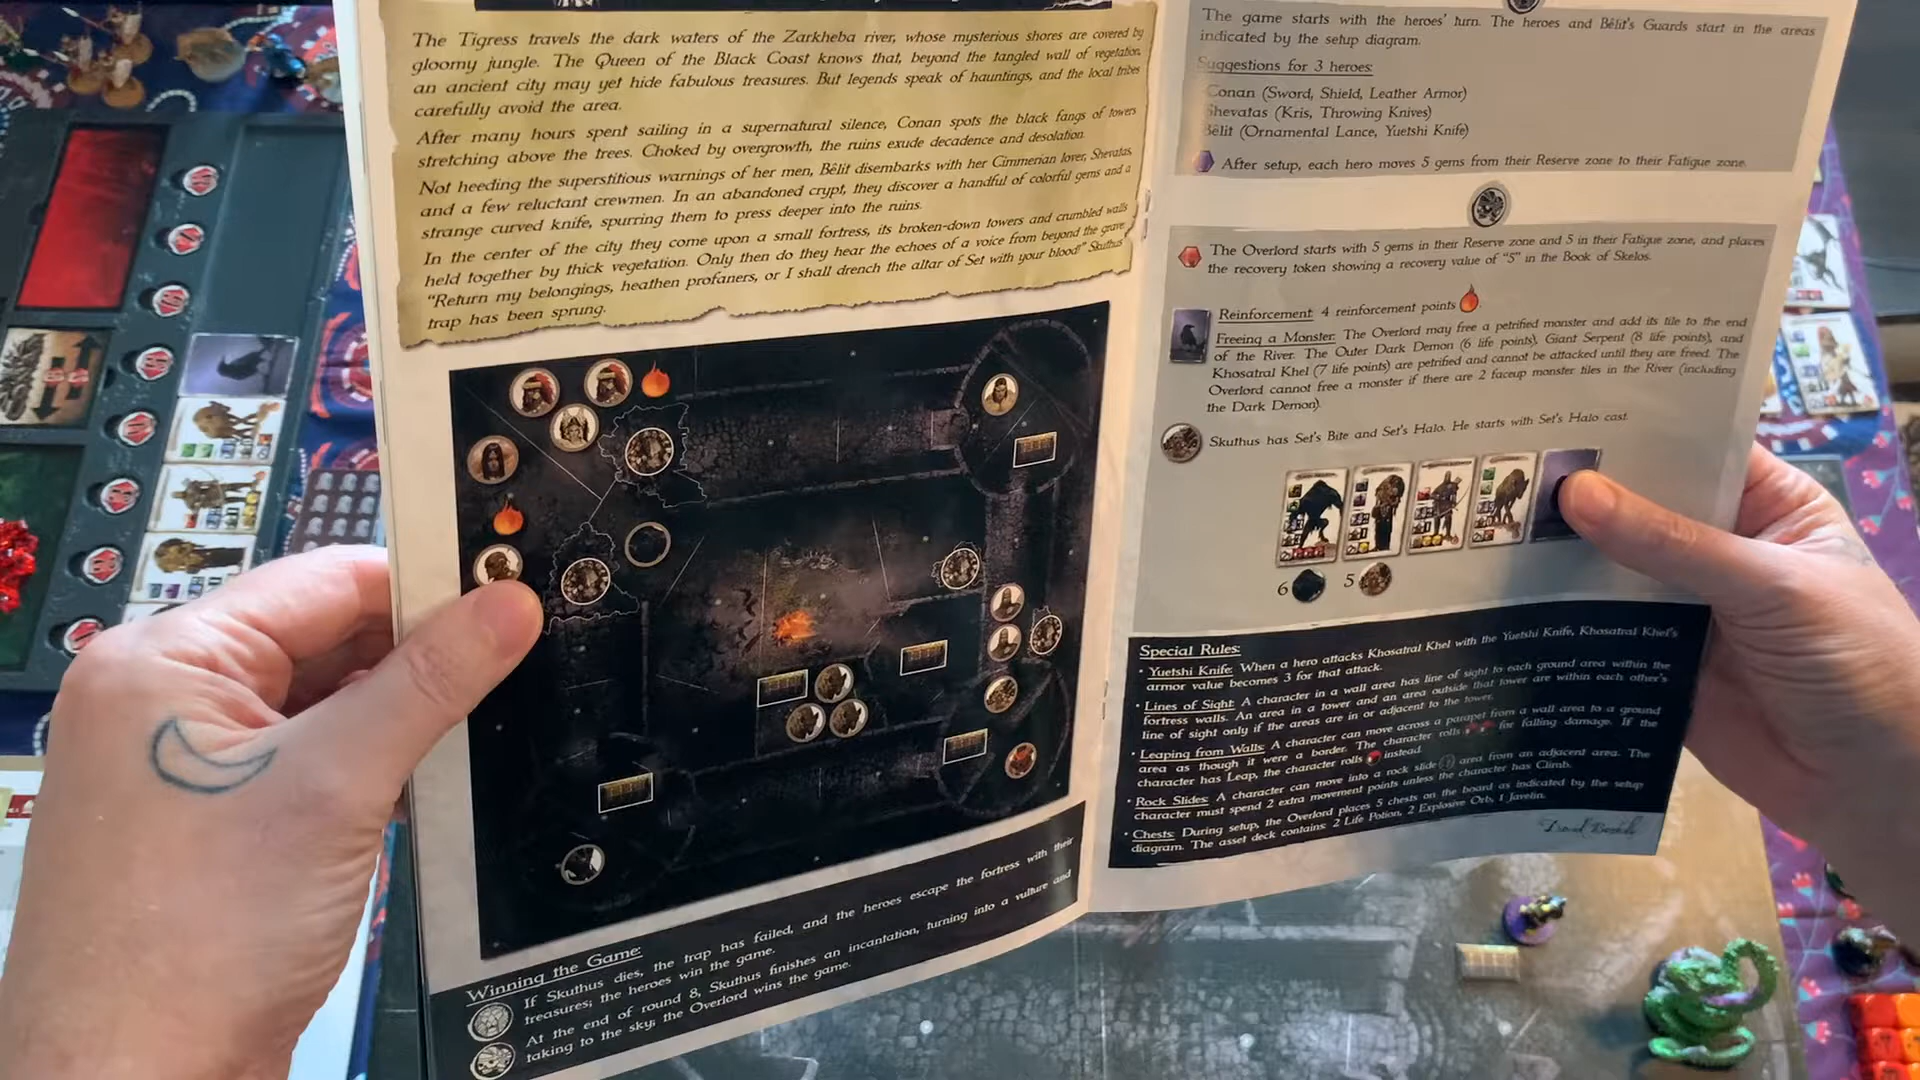 The Tigress travels the dark waters of the Zarkheba river, whose mysterious shores are covered by
gloomy jungle. The Queen of the Black Coast knows that, beyond the tangled wall of vegetation,
an ancient city may yet hide fabulous treasures. But legends speak of hauntings, and the local tribes
carefully avoid the area.
After many hours spent sailing in a supernatural silence, Conan spots the black fangs of towers
stretching above the trees. Choked by overgrowth, the ruins exude decadence and desolation.
Not heeding the superstitious warnings of her men, Bêlit disembarks with her Cimmerian lover, Shevatas,
and a few reluctant crewmen. In an abandoned crypt, they discover a handful of colorful gems and a
strange curved knife, spurring them to press deeper into the ruins.
In the center of the city they come upon a small fortress, its broken-down towers and crumbled walls
held together by thick vegetation. Only then do they hear the echoes of a voice from beyond the grave:
"Return my belongings, heathen profaners, or I shall drench the altar of Set with your blood!" Skuthus'
trap has been sprung.
Winning the Game:
If Skuthus dies, the trap has failed, and the heroes escape the fortress with their
treasures; the heroes win the game.
At the end of round 8, Skuthus finishes an incantation, turning into a vulture and
taking to the sky; the Overlord wins the game.
The game starts with the heroes' turn. The heroes and Bêlit's Guards start in the areas
indicated by the setup diagram.
Suggestions for 3 heroes:
Conan (Sword, Shield, Leather Armor)
Shevatas (Kris, Throwing Knives)
Bêlit (Ornamental Lance, Yuetshi Knife)
After setup, each hero moves 5 gems from their Reserve zone to their Fatigue zone.
The Overlord starts with 5 gems in their Reserve zone and 5 in their Fatigue zone, and places
the recovery token showing a recovery value of "5" in the Book of Skelos.
Reinforcement: 4 reinforcement points
Freeing a Monster: The Overlord may free a petrified monster and add its tile to the end
of the River. The Outer Dark Demon (6 life points), Giant Serpent (8 life points), and
Khosatral Khel (7 life points) are petrified and cannot be attacked until they are freed. The
Overlord cannot free a monster if there are 2 faceup monster tiles in the River (including
the Dark Demon).
Skuthus has Set's Bite and Set's Halo. He starts with Set's Halo cast.
6 5
Special Rules:
• Yuetshi Knife: When a hero attacks Khosatral Khel with the Yuetshi Knife, Khosatral Khel's
armor value becomes 3 for that attack.
• Lines of Sight: A character in a wall area has line of sight to each ground area within the
fortress walls. An area in a tower and an area outside that tower are within each other's
line of sight only if the areas are in or adjacent to the tower.
• Leaping from Walls: A character can move across a parapet from a wall area to a ground
area as though it were a border. The character rolls for falling damage. If the
character has Leap, the character rolls instead.
• Rock Slides: A character can move into a rock slide area from an adjacent area. The
character must spend 2 extra movement points unless the character has Climb.
• Chests: During setup, the Overlord places 5 chests on the board as indicated by the setup
diagram. The asset deck contains: 2 Life Potion, 2 Explosive Orb, 1 Javelin.